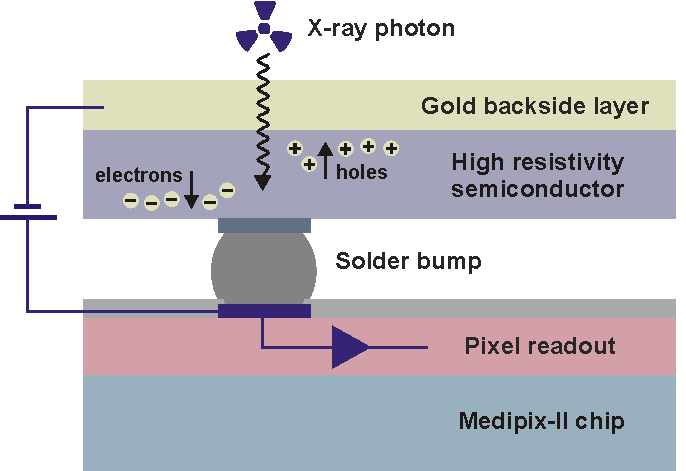 X-ray photon
Gold backside layer
electrons
holes
High resistivity
semiconductor
Solder bump
Pixel readout
Medipix-II chip